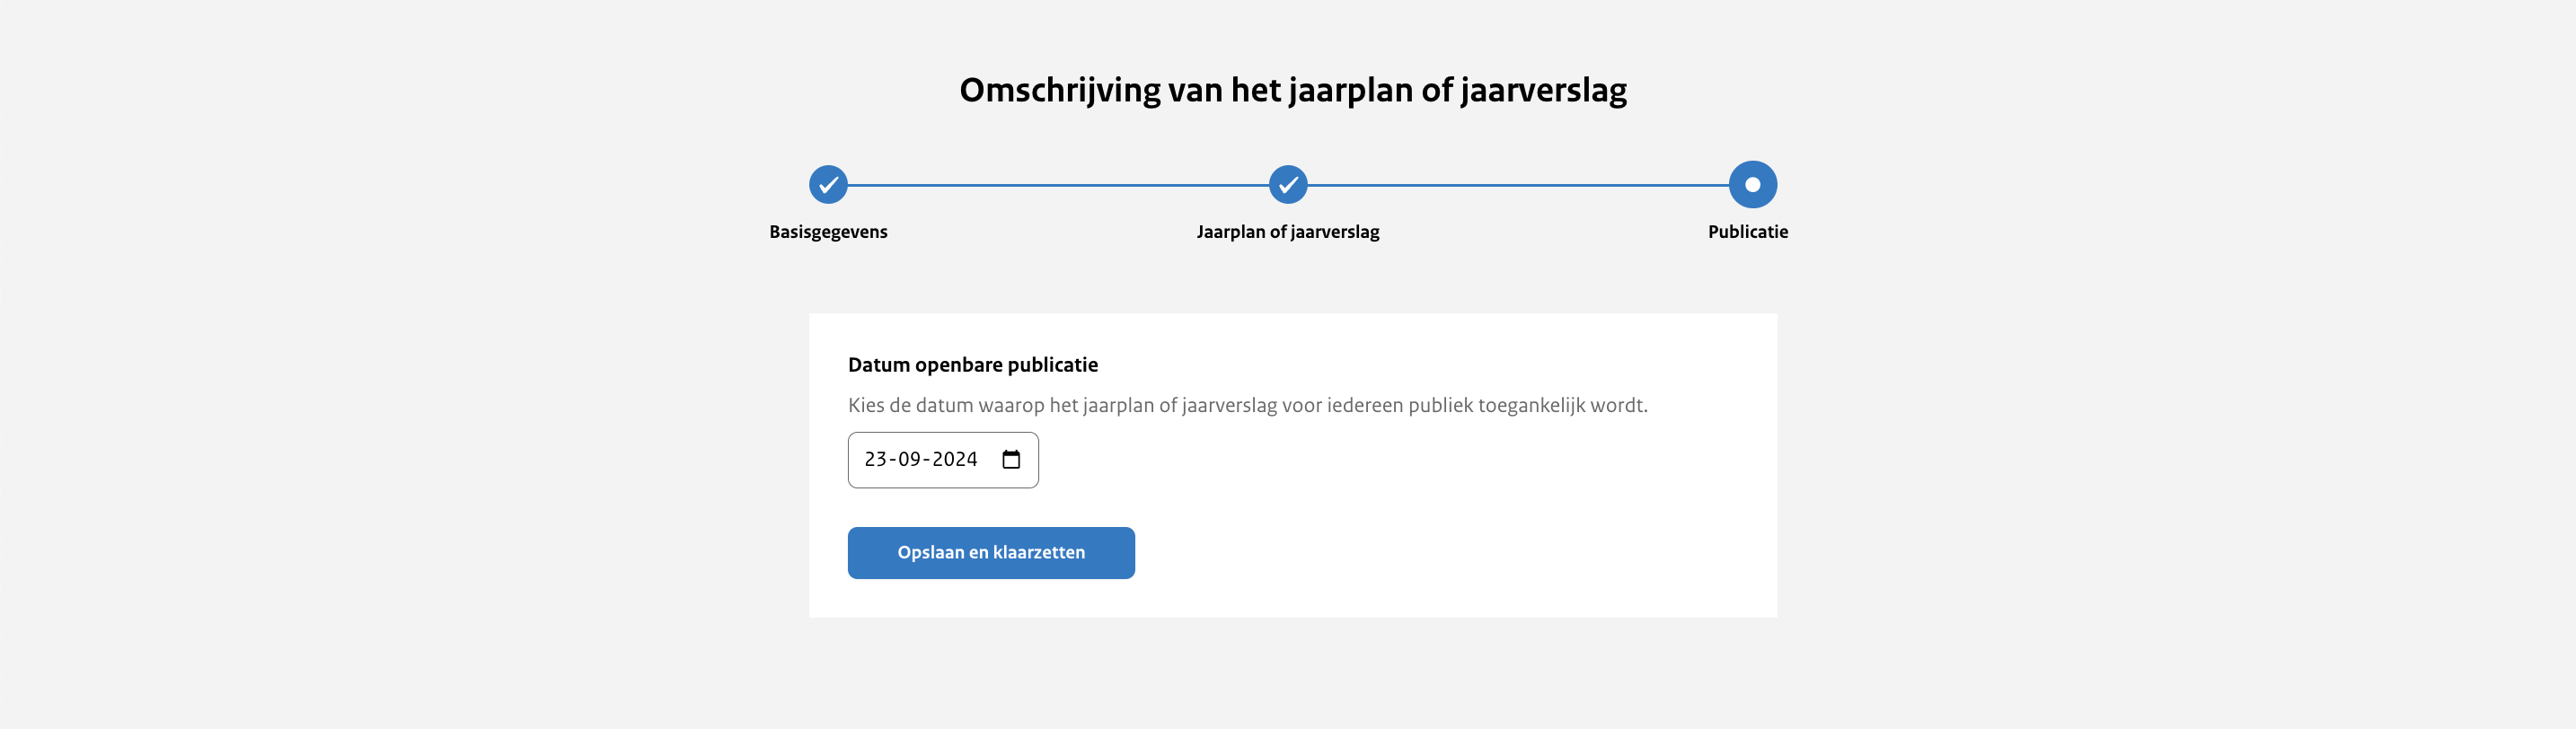 Omschrijving van het jaarplan of jaarverslag
Basisgegevens
Jaarplan of jaarverslag
Publicatie
Datum openbare publicatie
Kies de datum waarop het jaarplan of jaarverslag voor iedereen publiek toegankelijk wordt.
23-09-2024
Opslaan en klaarzetten